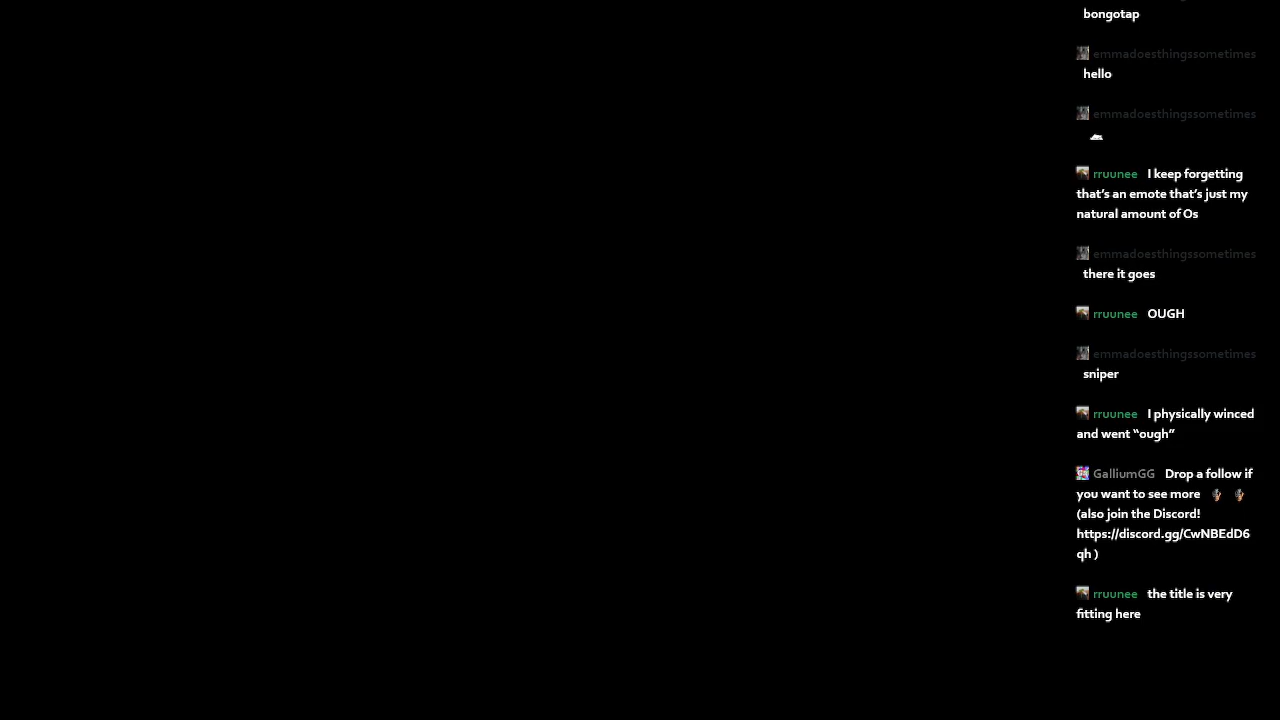 bongotap
emmadoesthingssometimes
hello
emmadoesthingssometimes
rruunee I keep forgetting
that's an emote that's just my
natural amount of Os
emmadoesthingssometimes
there it goes
rruunee OUGH
emmadoesthingssometimes
sniper
rruunee I physically winced
and went “ough”
GalliumGG Drop a follow if
you want to see more
(also join the Discord!
https://discord.gg/CwNBEdD6
qh )
rruunee the title is very
fitting here